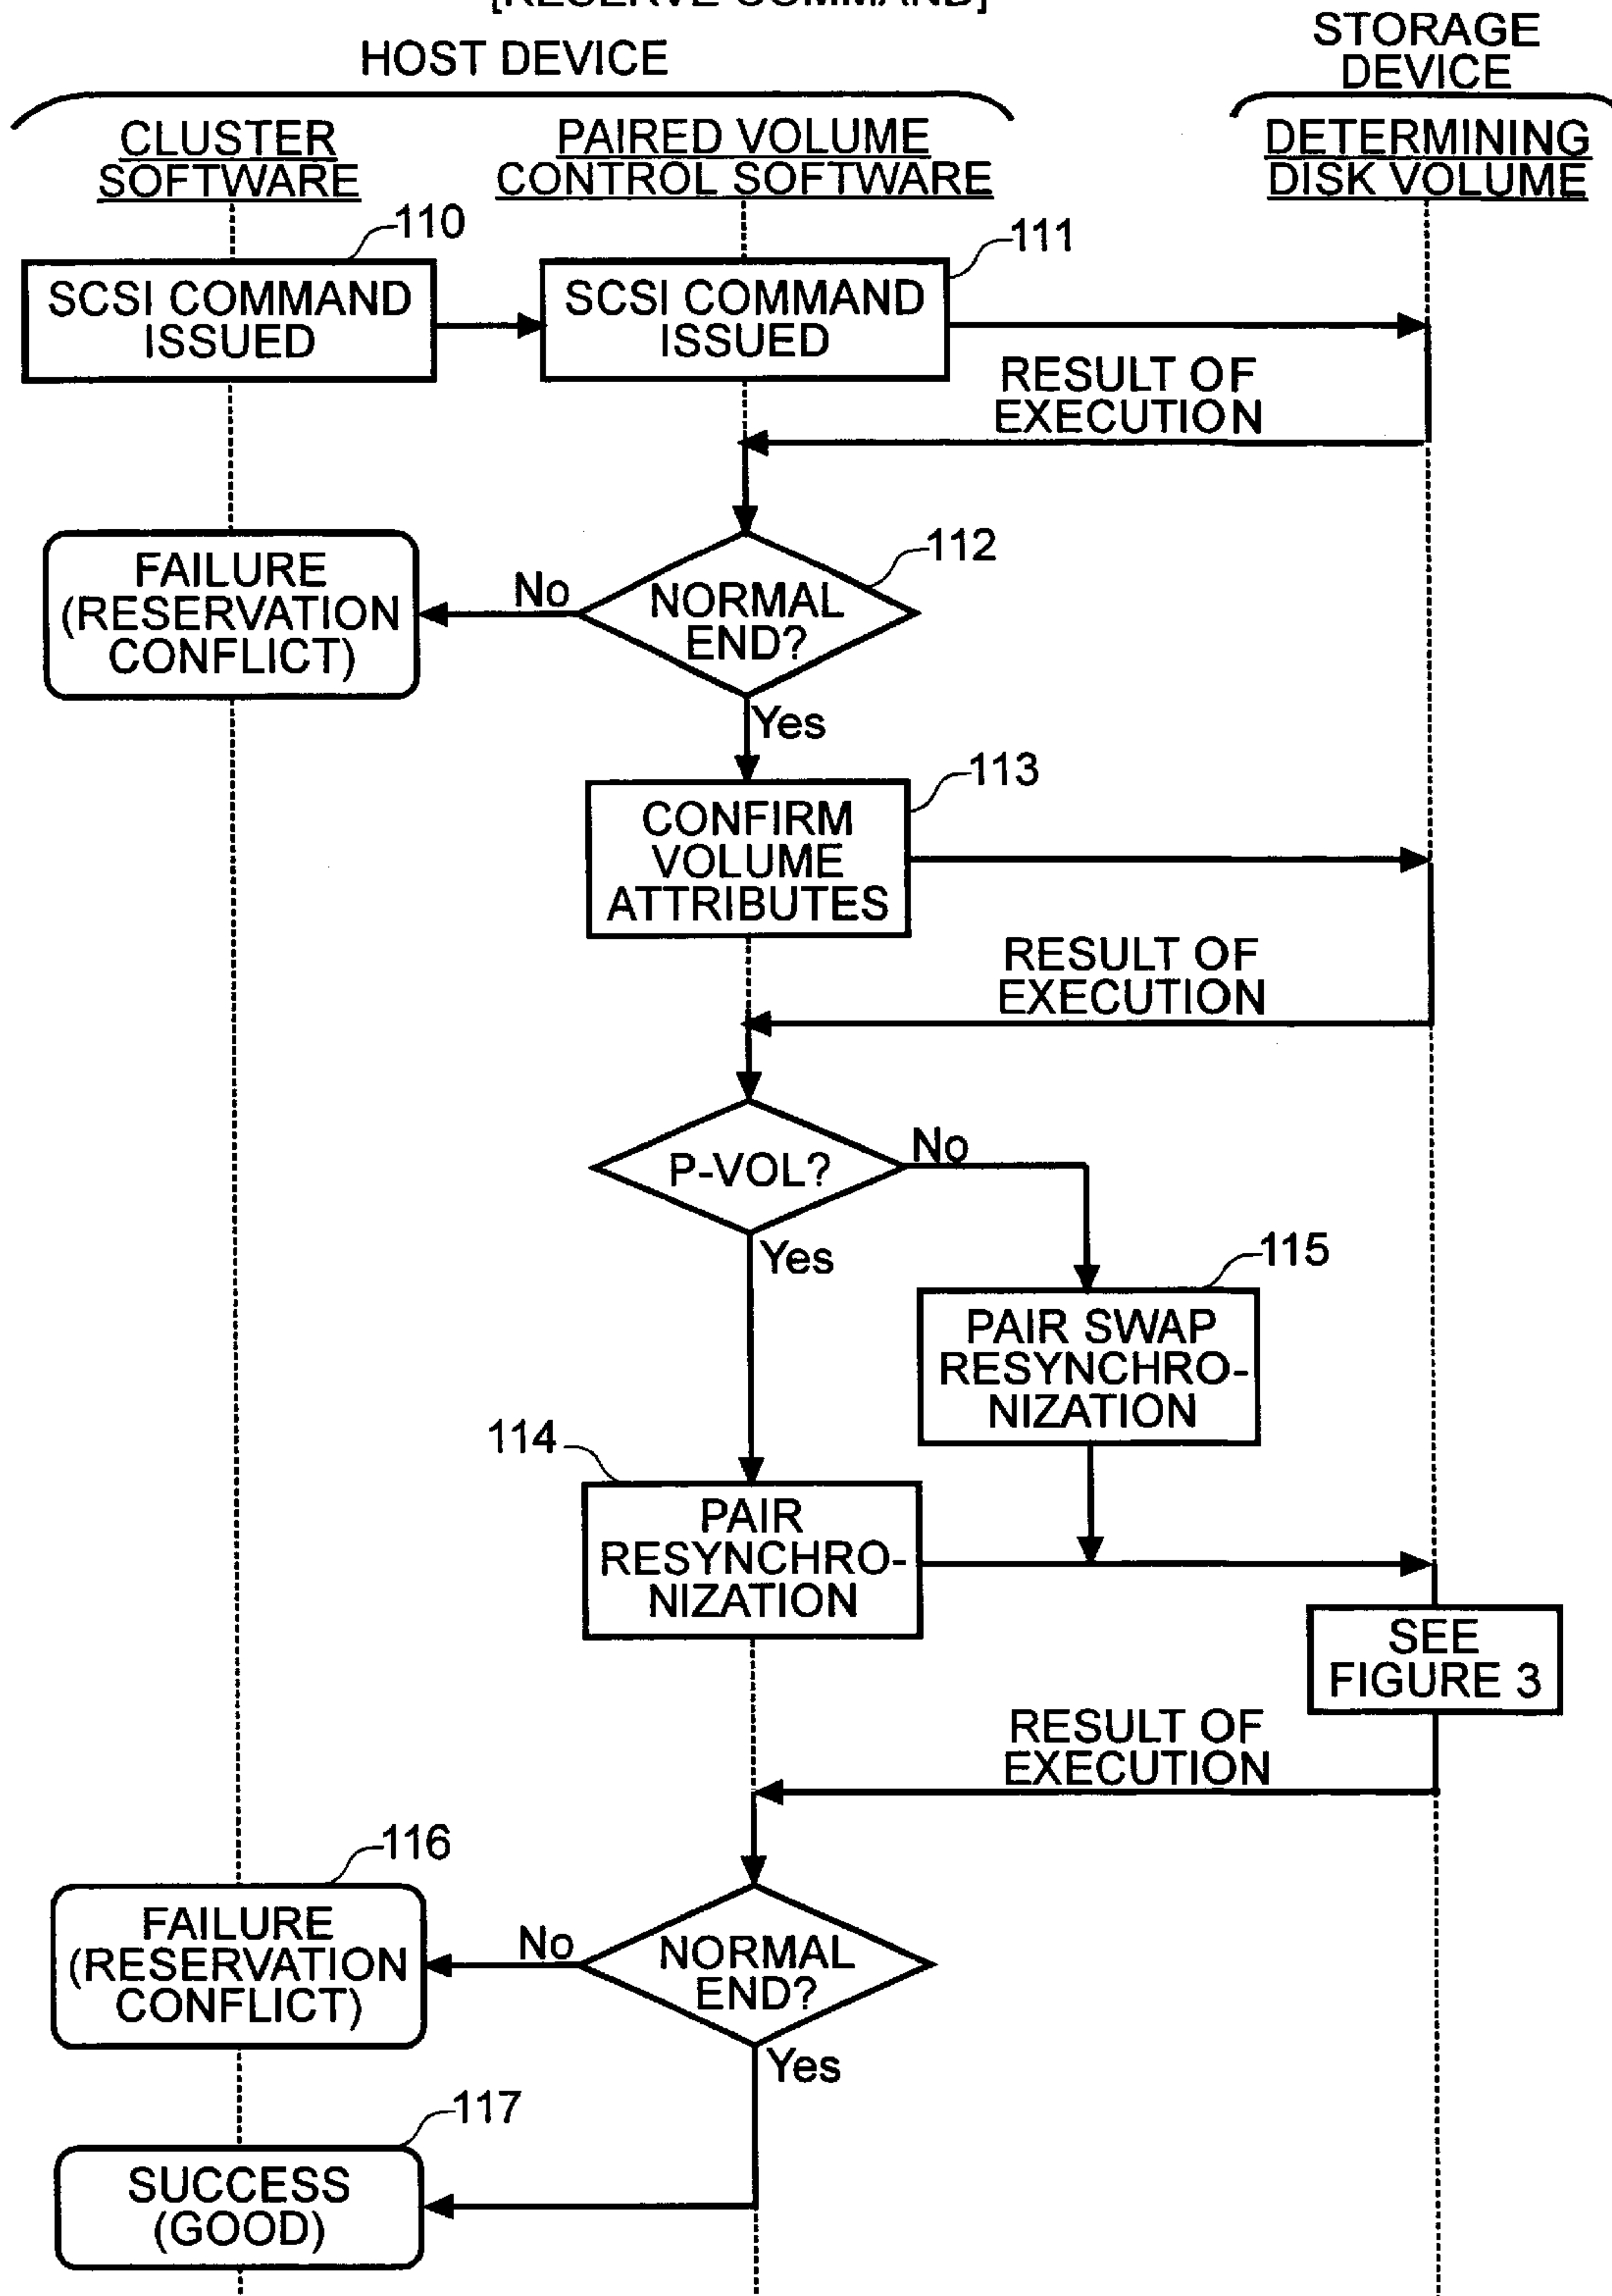 [RESERVE COMMAND]
HOST DEVICE
STORAGE
DEVICE
CLUSTER
SOFTWARE
PAIRED VOLUME
CONTROL SOFTWARE
DETERMINING
DISK VOLUME
110
111
SCSI COMMAND
ISSUED
SCSI COMMAND
ISSUED
RESULT OF
EXECUTION
112
FAILURE
(RESERVATION
CONFLICT)
No
NORMAL
END?
Yes
113
CONFIRM
VOLUME
ATTRIBUTES
RESULT OF
EXECUTION
P-VOL?
No
Yes
115
PAIR SWAP
RESYNCHRO-
NIZATION
114
PAIR
RESYNCHRO-
NIZATION
SEE
FIGURE 3
RESULT OF
EXECUTION
116
FAILURE
(RESERVATION
CONFLICT)
No
NORMAL
END?
Yes
117
SUCCESS
(GOOD)